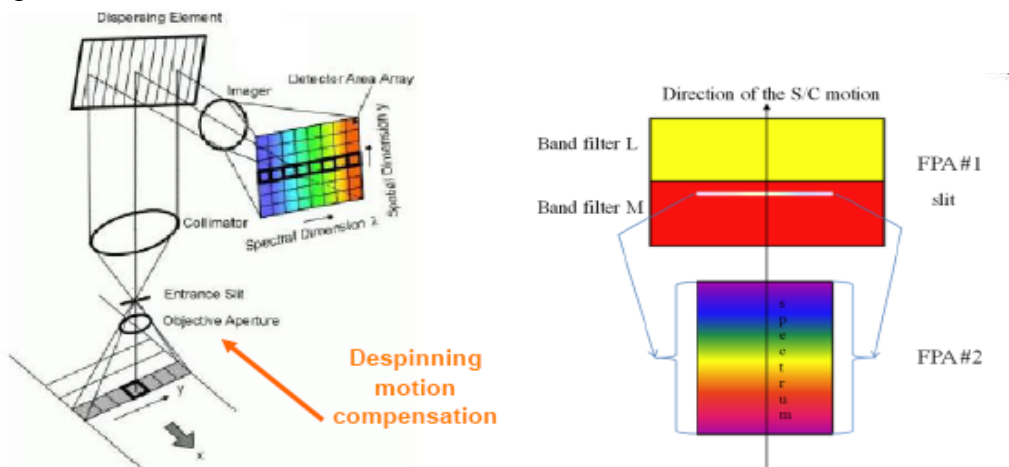 Dispersing Element
Detector Area Array
Imager
Spatial Dimension y
Spectral Dimension λ
Collimator
Entrance Slit
Objective Aperture
y
x
Despinning
motion
compensation
Direction of the S/C motion
Band filter L
FPA#1
slit
Band filter M
spectrum
FPA#2